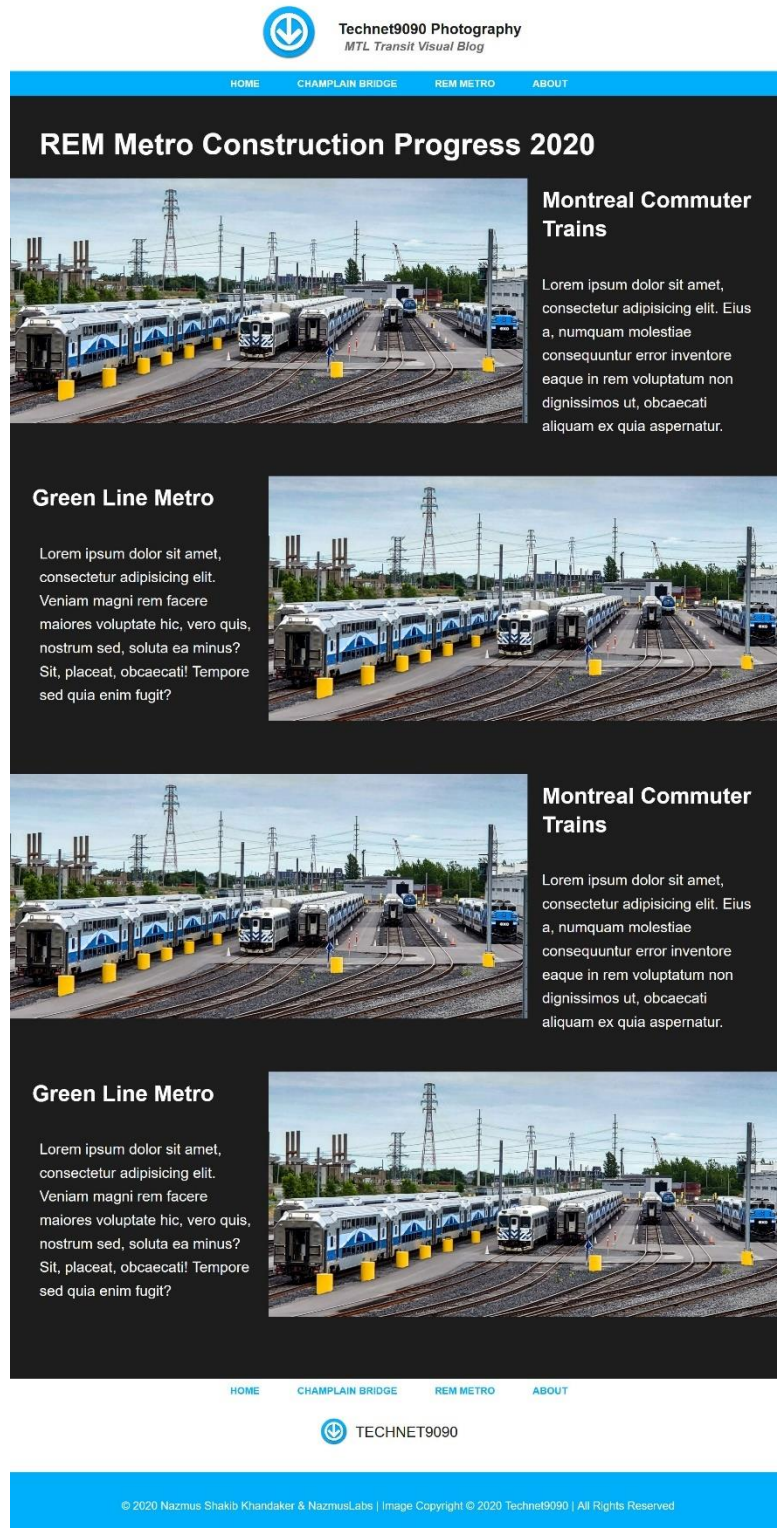 Technet9090 Photography
MTL Transit Visual Blog
HOME CHAMPLAIN BRIDGE REM METRO ABOUT
REM Metro Construction Progress 2020
Montreal Commuter
Trains
Lorem ipsum dolor sit amet,
consectetur adipisicing elit. Eius
a, numquam molestiae
consequuntur error inventore
eaque in rem voluptatum non
dignissimos ut, obcaecati
aliquam ex quia aspernatur.
Green Line Metro
Lorem ipsum dolor sit amet,
consectetur adipisicing elit.
Veniam magni rem facere
maiores voluptate hic, vero quis,
nostrum sed, soluta ea minus?
Sit, placeat, obcaecati! Tempore
sed quia enim fugit?
Montreal Commuter
Trains
Lorem ipsum dolor sit amet,
consectetur adipisicing elit. Eius
a, numquam molestiae
consequuntur error inventore
eaque in rem voluptatum non
dignissimos ut, obcaecati
aliquam ex quia aspernatur.
Green Line Metro
Lorem ipsum dolor sit amet,
consectetur adipisicing elit.
Veniam magni rem facere
maiores voluptate hic, vero quis,
nostrum sed, soluta ea minus?
Sit, placeat, obcaecati! Tempore
sed quia enim fugit?
HOME CHAMPLAIN BRIDGE REM METRO ABOUT
TECHNET9090
© 2020 Nazmus Shakib Khandaker & NazmusLabs | Image Copyright © 2020 Technet9090 | All Rights Reserved